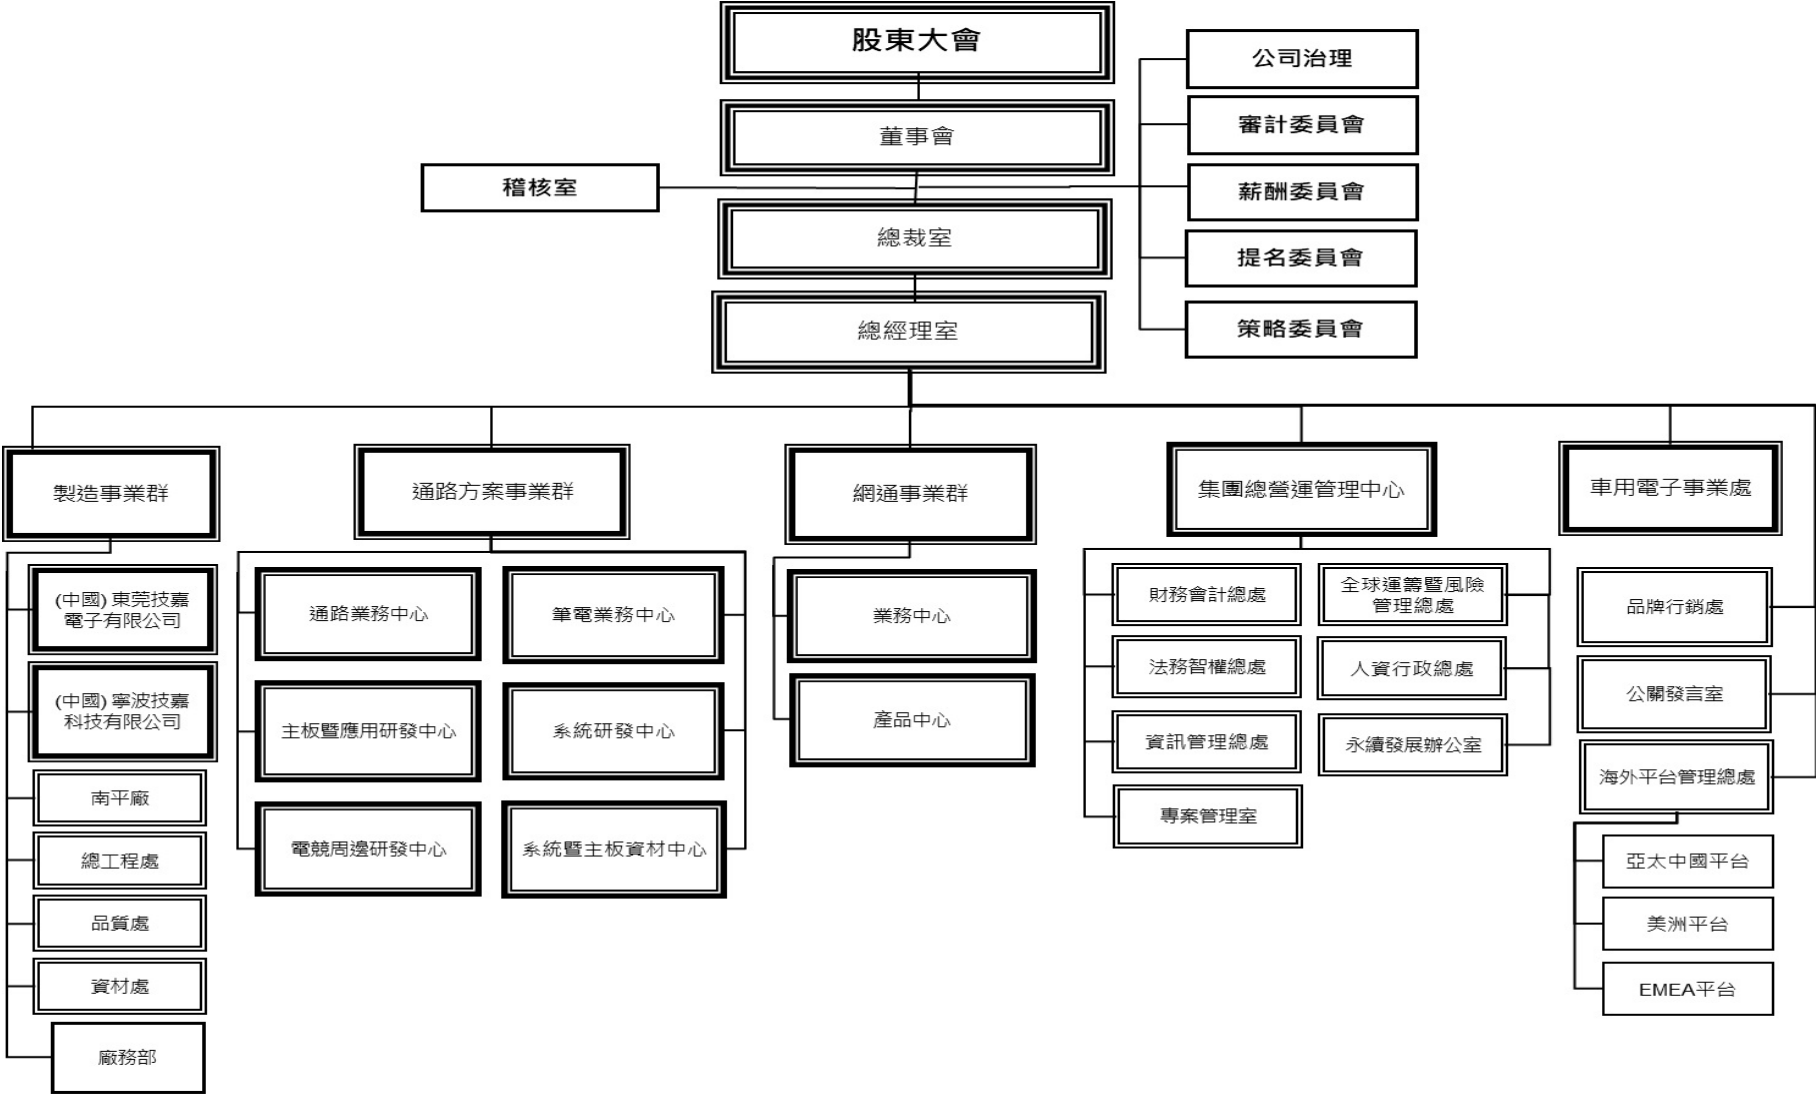 股東大會
董事會
稽核室
總裁室
總經理室
公司治理
審計委員會
薪酬委員會
提名委員會
策略委員會
製造事業群
(中國) 東莞技嘉
電子有限公司
(中國) 寧波技嘉
科技有限公司
南平廠
總工程處
品質處
資材處
廠務部
通路方案事業群
通路業務中心
筆電業務中心
主板暨應用研發中心
系統研發中心
電競周邊研發中心
系統暨主板資材中心
網通事業群
業務中心
產品中心
集團總營運管理中心
財務會計總處
全球運籌暨風險
管理總處
法務智權總處
人資行政總處
資訊管理總處
永續發展辦公室
專案管理室
車用電子事業處
品牌行銷處
公關發言室
海外平台管理總處
亞太中國平台
美洲平台
EMEA平台